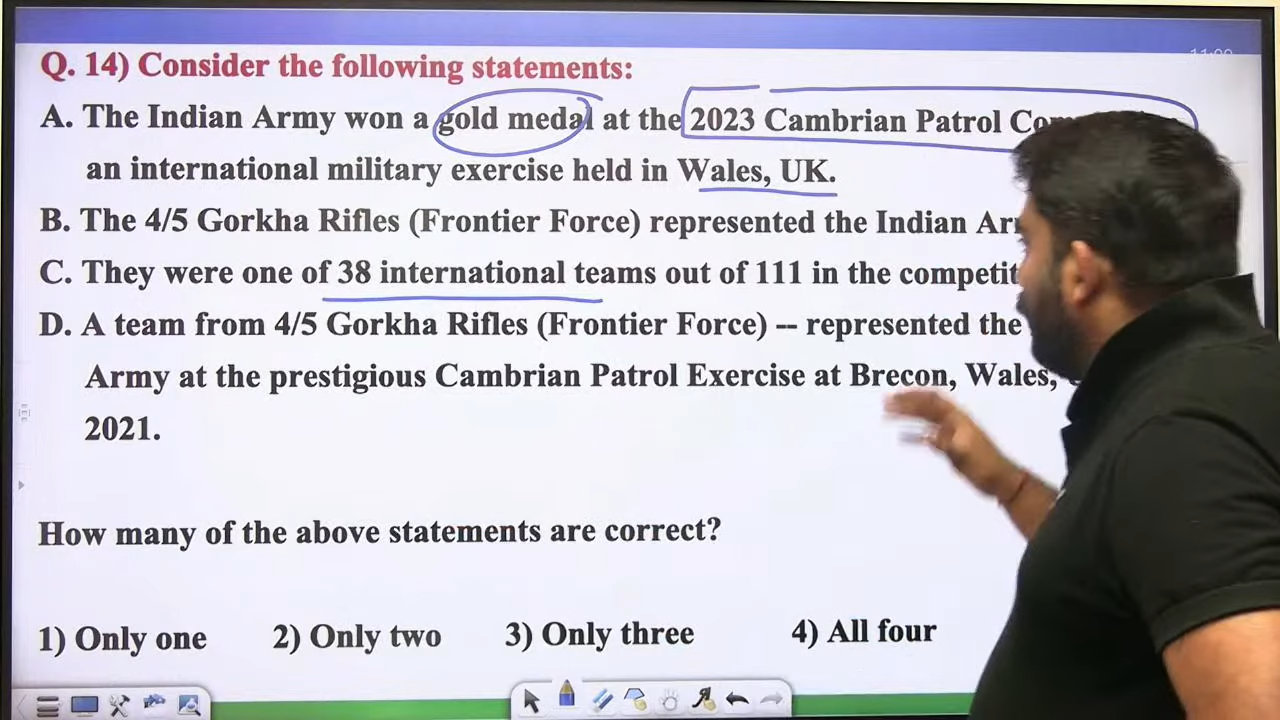 Q. 14) Consider the following statements:
A. The Indian Army won a gold medal at the 2023 Cambrian Patrol
an international military exercise held in Wales, UK.
B. The 4/5 Gorkha Rifles (Frontier Force) represented the Indian
C. They were one of 38 international teams out of 111 in the
D. A team from 4/5 Gorkha Rifles (Frontier Force) -- represented the
Army at the prestigious Cambrian Patrol Exercise at Brecon, Wales,
2021.
How many of the above statements are correct?
1) Only one 2) Only two 3) Only three 4) All four